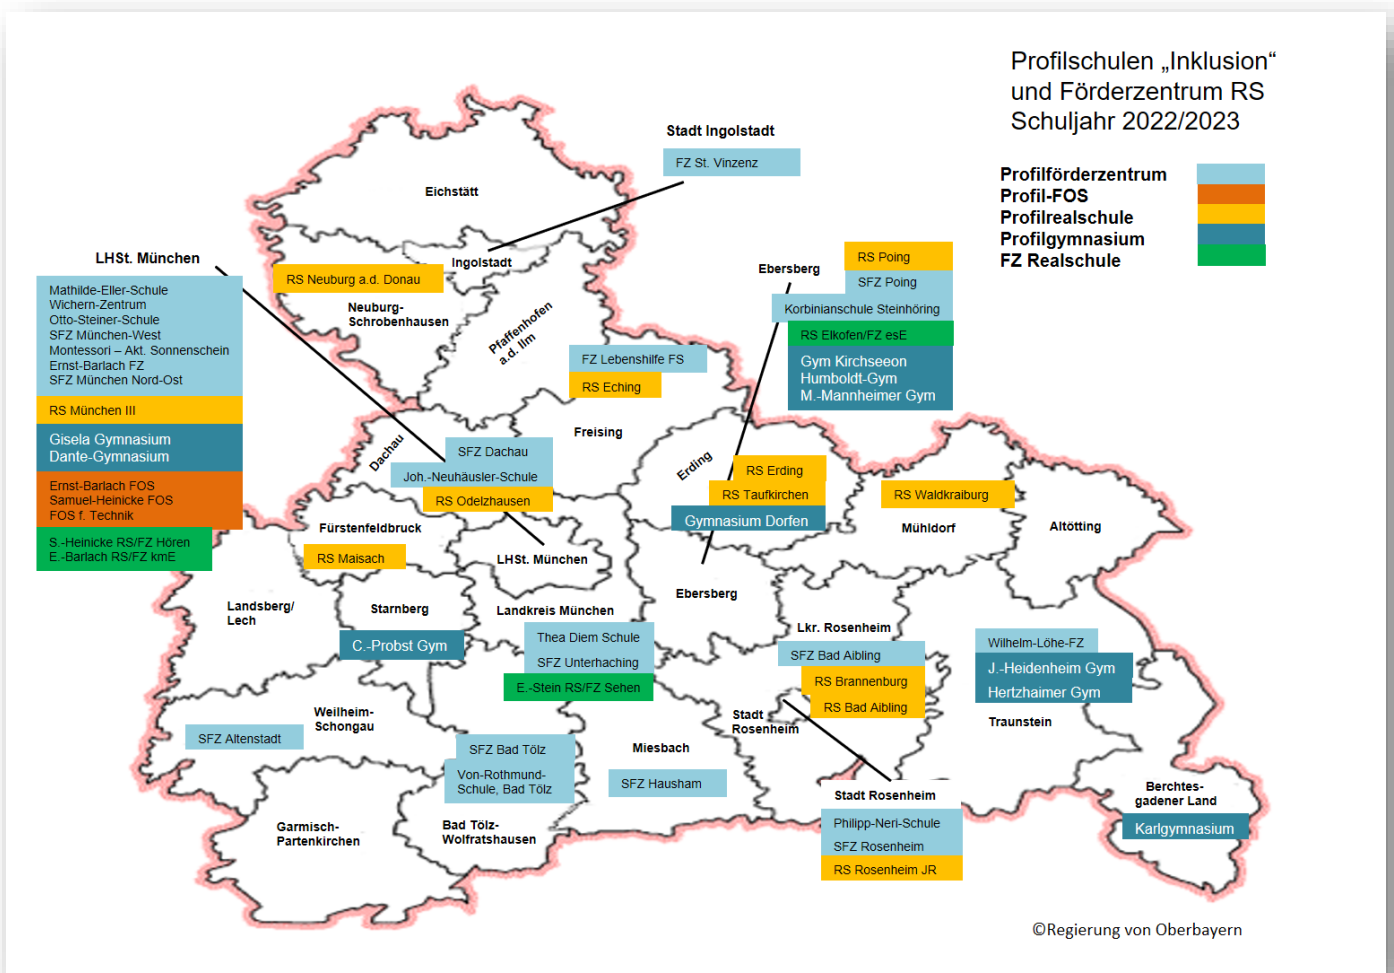 Profilschulen „Inklusion“
und Förderzentrum RS
Schuljahr 2022/2023
Profilförderzentrum
Profil-FOS
Profilrealschule
Profilgymnasium
FZ Realschule
Stadt Ingolstadt
FZ St. Vinzenz
Eichstätt
Ingolstadt
RS Neuburg a.d. Donau
Neuburg-
Schrobenhausen
Pfaffenhofen
a.d. Ilm
LHSt. München
Mathilde-Eller-Schule
Wichern-Zentrum
Otto-Steiner-Schule
SFZ München-West
Montessori – Akt. Sonnenschein
Ernst-Barlach FZ
SFZ München Nord-Ost
RS München III
Gisela Gymnasium
Dante-Gymnasium
Ernst-Barlach FOS
Samuel-Heinicke FOS
FOS f. Technik
S.-Heinicke RS/FZ Hören
E.-Barlach RS/FZ kmE
Ebersberg
RS Poing
SFZ Poing
Korbinianschule Steinhöring
RS Elkofen/FZ esE
Gym Kirchseeon
Humboldt-Gym
M.-Mannheimer Gym
FZ Lebenshilfe FS
RS Eching
Freising
Dachau
SFZ Dachau
Joh.-Neuhäusler-Schule
RS Odelzhausen
Erding
RS Erding
RS Taufkirchen
Gymnasium Dorfen
RS Waldkraiburg
Mühldorf
Altötting
Fürstenfeldbruck
RS Maisach
LHSt. München
Landsberg/
Lech
Starnberg
C.-Probst Gym
Landkreis München
Thea Diem Schule
SFZ Unterhaching
E.-Stein RS/FZ Sehen
Ebersberg
Lkr. Rosenheim
SFZ Bad Aibling
RS Brannenburg
RS Bad Aibling
Stadt
Rosenheim
Wilhelm-Löhe-FZ
J.-Heidenheim Gym
Hertzhaimer Gym
Traunstein
Weilheim-
Schongau
SFZ Altenstadt
SFZ Bad Tölz
Von-Rothmund-
Schule, Bad Tölz
Bad Tölz-
Wolfratshausen
Miesbach
SFZ Hausham
Garmisch-
Partenkirchen
Stadt Rosenheim
Philipp-Neri-Schule
SFZ Rosenheim
RS Rosenheim JR
Berchtes-
gadener Land
Karlgymnasium
©Regierung von Oberbayern